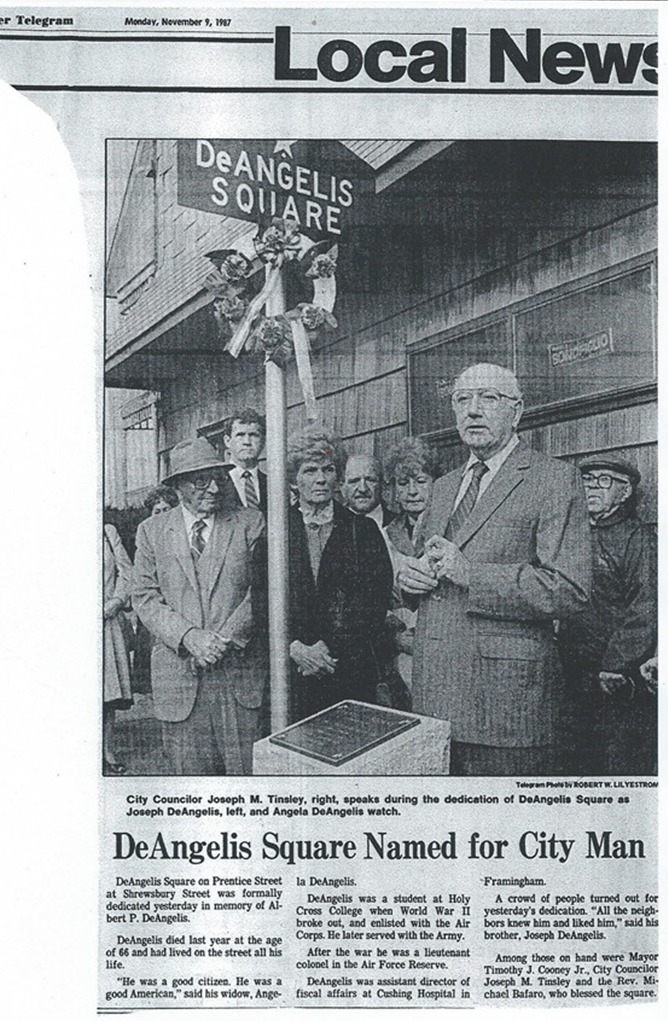 er Telegram
Monday, November 9, 1987
Local News
DeANGELIS
SQUARE
Telegram Photo by ROBERT W. LILYESTROM
City Councilor Joseph M. Tinsley, right, speaks during the dedication of DeAngelis Square as
Joseph DeAngelis, left, and Angela DeAngelis watch.
DeAngelis Square Named for City Man
DeAngelis Square on Prentice Street
at Shrewsbury Street was formally
dedicated yesterday in memory of Al-
bert P. DeAngelis.
DeAngelis died last year at the age
of 66 and had lived on the street all his
life.
"He was a good citizen. He was a
good American," said his widow, Ange-
la DeAngelis.
DeAngelis was a student at Holy
Cross College when World War II
broke out, and enlisted with the Air
Corps. He later served with the Army.
After the war he was a lieutenant
colonel in the Air Force Reserve.
DeAngelis was assistant director of
fiscal affairs at Cushing Hospital in
Framingham.
A crowd of people turned out for
yesterday's dedication. "All the neigh-
bors knew him and liked him," said his
brother, Joseph DeAngelis.
Among those on hand were Mayor
Timothy J. Cooney Jr., City Councilor
Joseph M. Tinsley and the Rev. Mi-
chael Bafaro, who blessed the square.